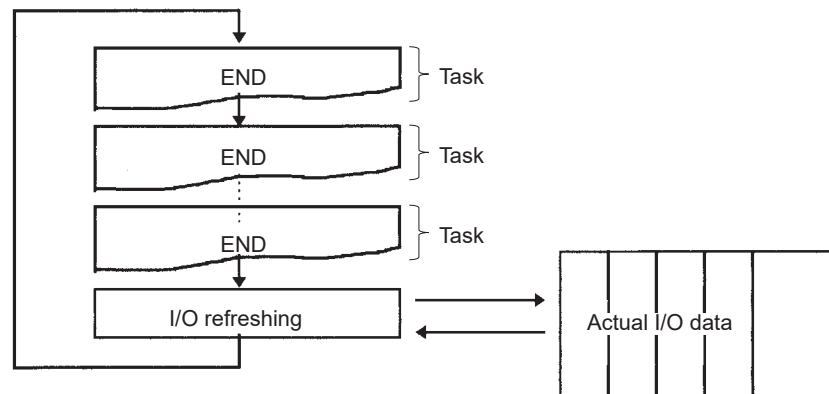 END
Task
END
Task
END
Task
I/O refreshing
Actual I/O data